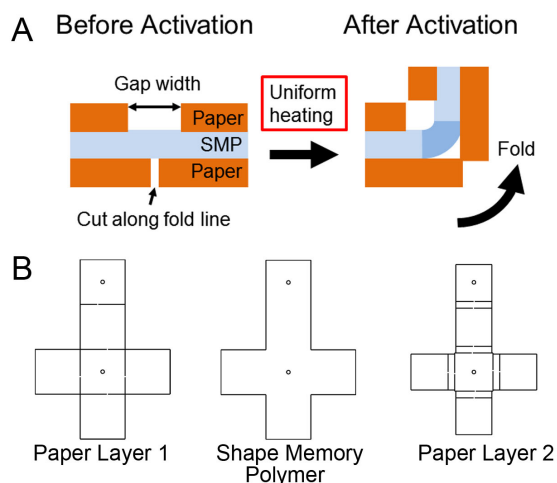 A
Before Activation
After Activation
Gap width
Uniform
heating
Paper
SMP
Paper
Cut along fold line
Fold
B
Paper Layer 1
Shape Memory
Polymer
Paper Layer 2